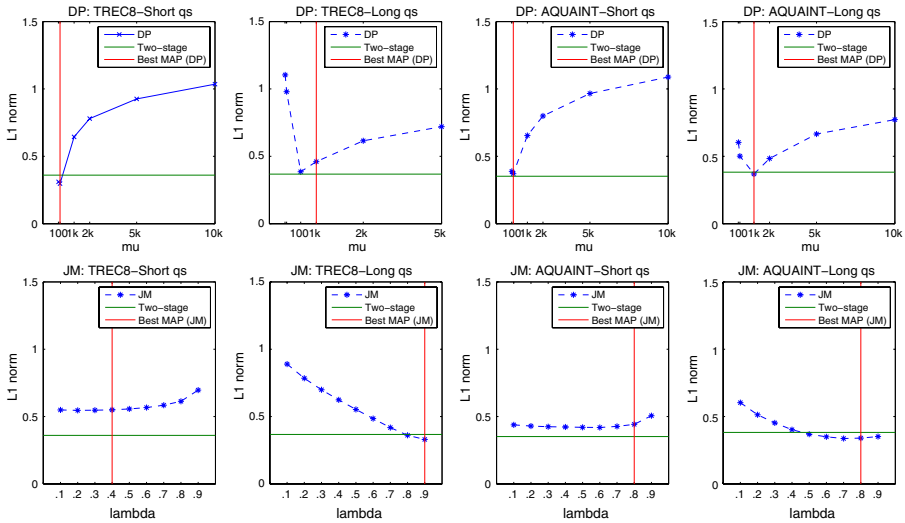 DP: TREC8−Short qs
DP: TREC8−Long qs
DP: AQUAINT−Short qs
DP: AQUAINT−Long qs
1.5
1
0.5
0
L1 norm
DP
Two−stage
Best MAP (DP)
1001k 2k 5k 10k
mu
1.5
1
0.5
0
L1 norm
DP
Two−stage
Best MAP (DP)
1001k 2k 5k
mu
1.5
1
0.5
0
L1 norm
DP
Two−stage
Best MAP (DP)
1001k 2k 5k 10k
mu
1.5
1
0.5
0
L1 norm
DP
Two−stage
Best MAP (DP)
1001k 2k 5k 10k
mu
JM: TREC8−Short qs
JM: TREC8−Long qs
JM: AQUAINT−Short qs
JM: AQUAINT−Long qs
1.5
1
0.5
0
L1 norm
JM
Two−stage
Best MAP (JM)
.1 .2 .3 .4 .5 .6 .7 .8 .9
lambda
1.5
1
0.5
0
L1 norm
JM
Two−stage
Best MAP (JM)
.1 .2 .3 .4 .5 .6 .7 .8 .9
lambda
1.5
1
0.5
0
L1 norm
JM
Two−stage
Best MAP (JM)
.1 .2 .3 .4 .5 .6 .7 .8 .9
lambda
1.5
1
0.5
0
L1 norm
JM
Two−stage
Best MAP (JM)
.1 .2 .3 .4 .5 .6 .7 .8 .9
lambda